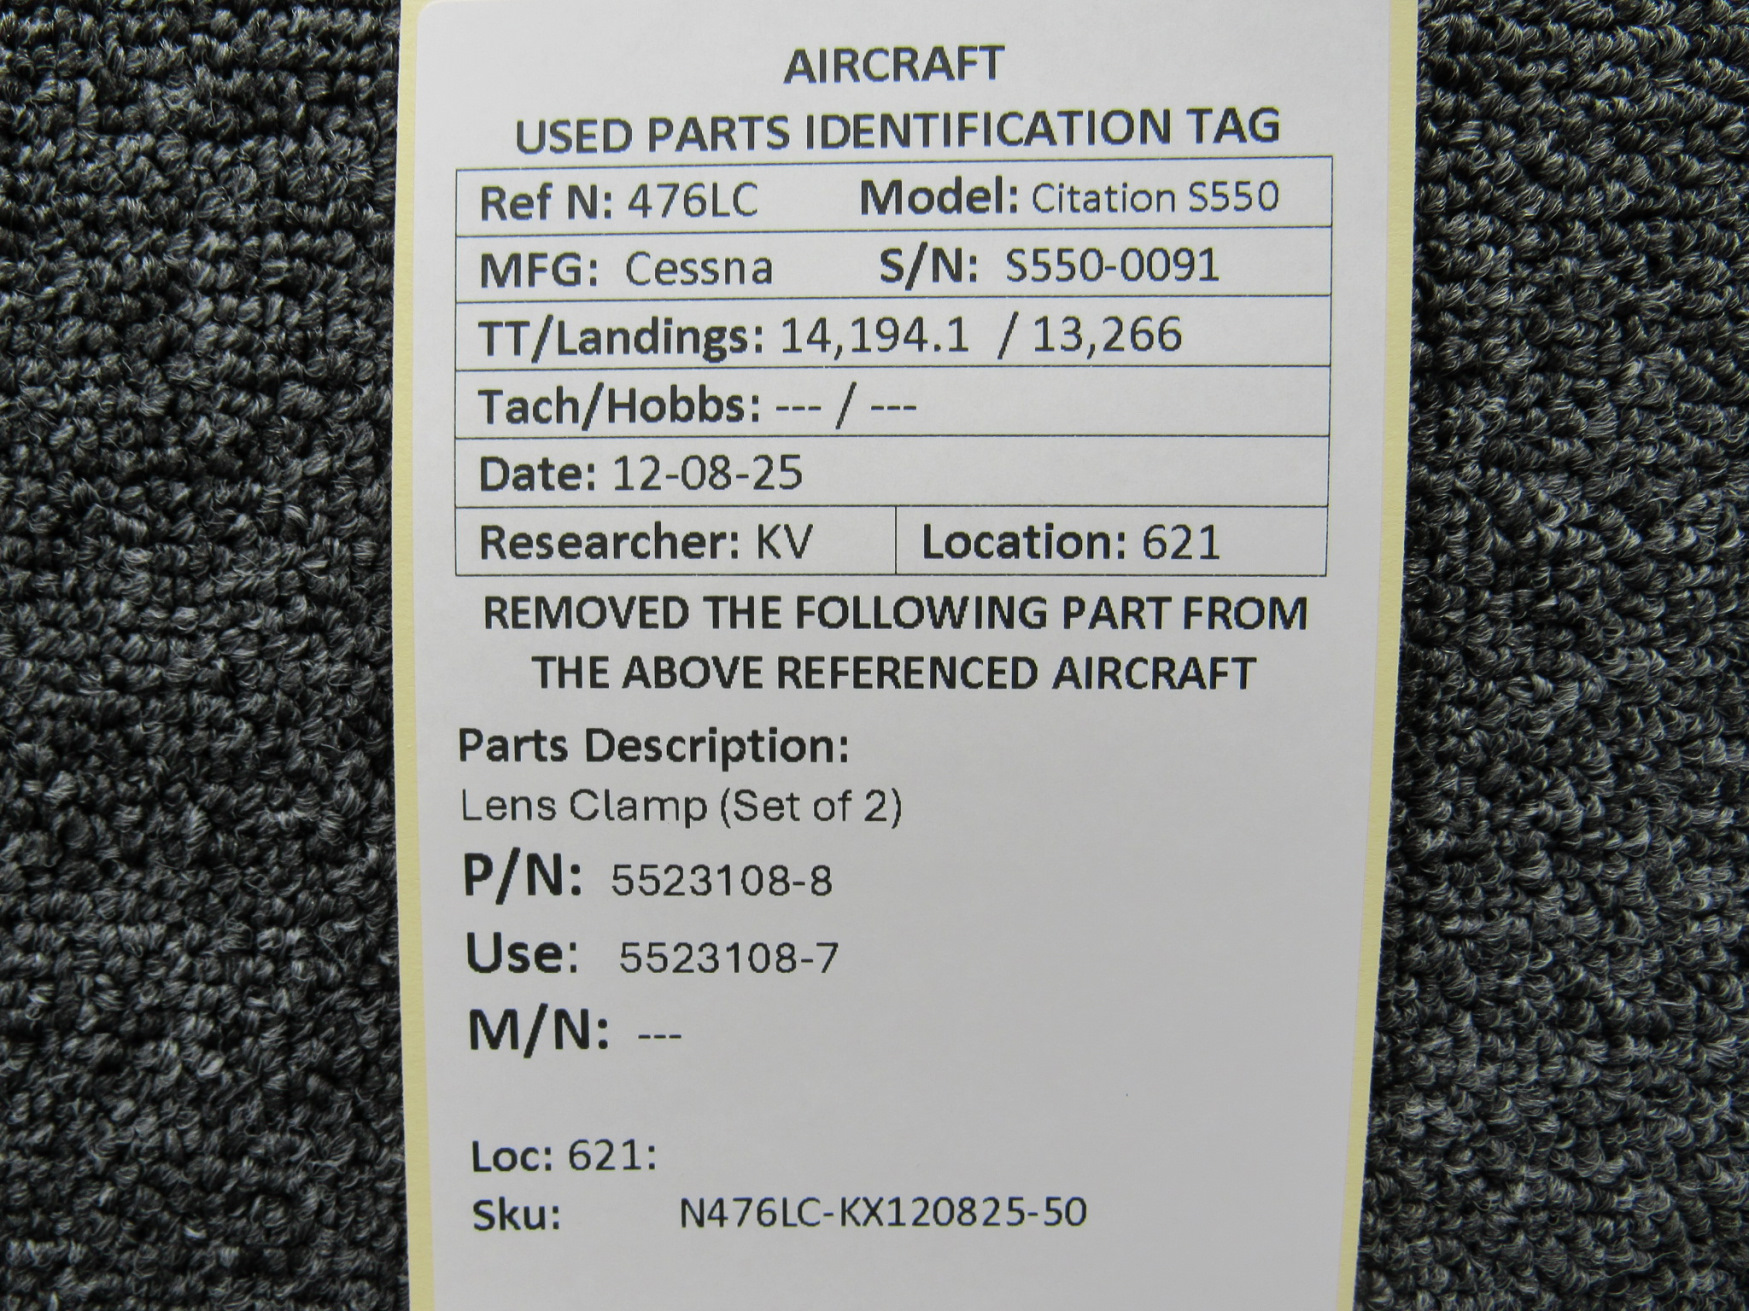 AIRCRAFT
USED PARTS IDENTIFICATION TAG
Ref N: 476LC Model: Citation S550
MFG: Cessna S/N: S550-0091
TT/Landings: 14,194.1 / 13,266
Tach/Hobbs: --- / ---
Date: 12-08-25
Researcher: KV Location: 621
REMOVED THE FOLLOWING PART FROM
THE ABOVE REFERENCED AIRCRAFT
Parts Description:
Lens Clamp (Set of 2)
P/N: 5523108-8
Use: 5523108-7
M/N: ---
Loc: 621:
Sku: N476LC-KX120825-50